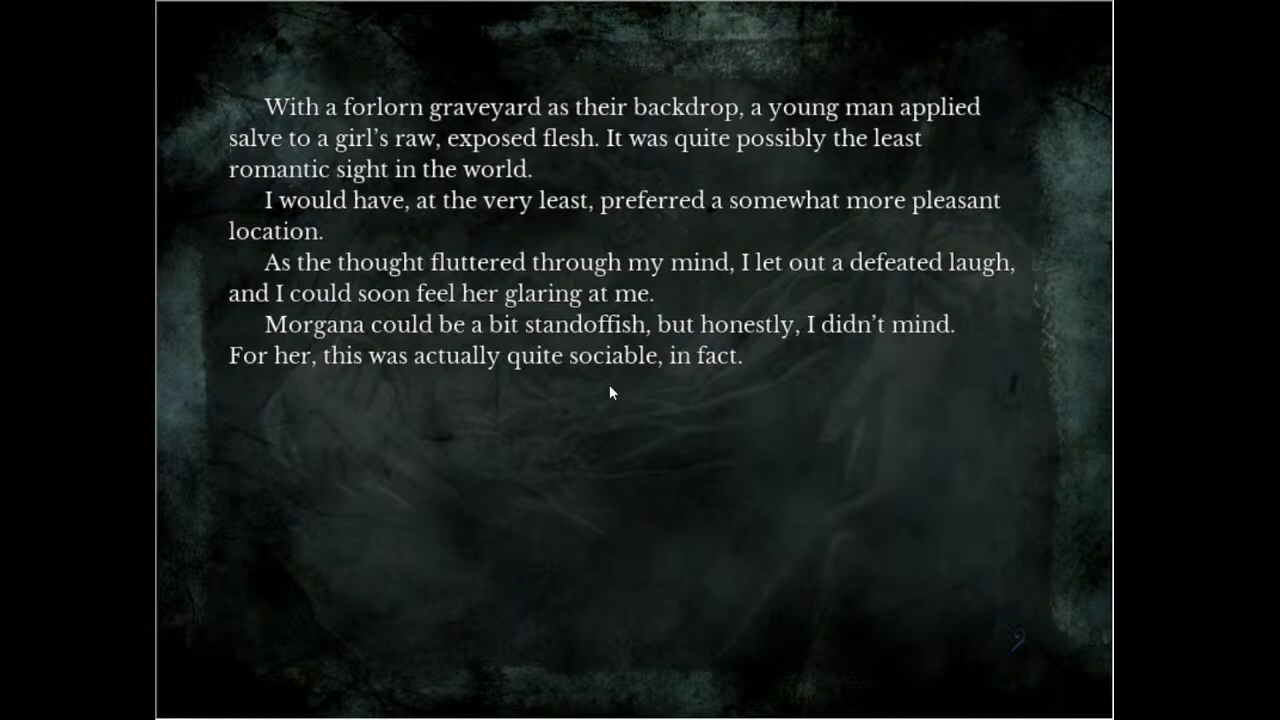 With a forlorn graveyard as their backdrop, a young man applied
salve to a girl’s raw, exposed flesh. It was quite possibly the least
romantic sight in the world.
I would have, at the very least, preferred a somewhat more pleasant
location.
As the thought fluttered through my mind, I let out a defeated laugh,
and I could soon feel her glaring at me.
Morgana could be a bit standoffish, but honestly, I didn’t mind.
For her, this was actually quite sociable, in fact.